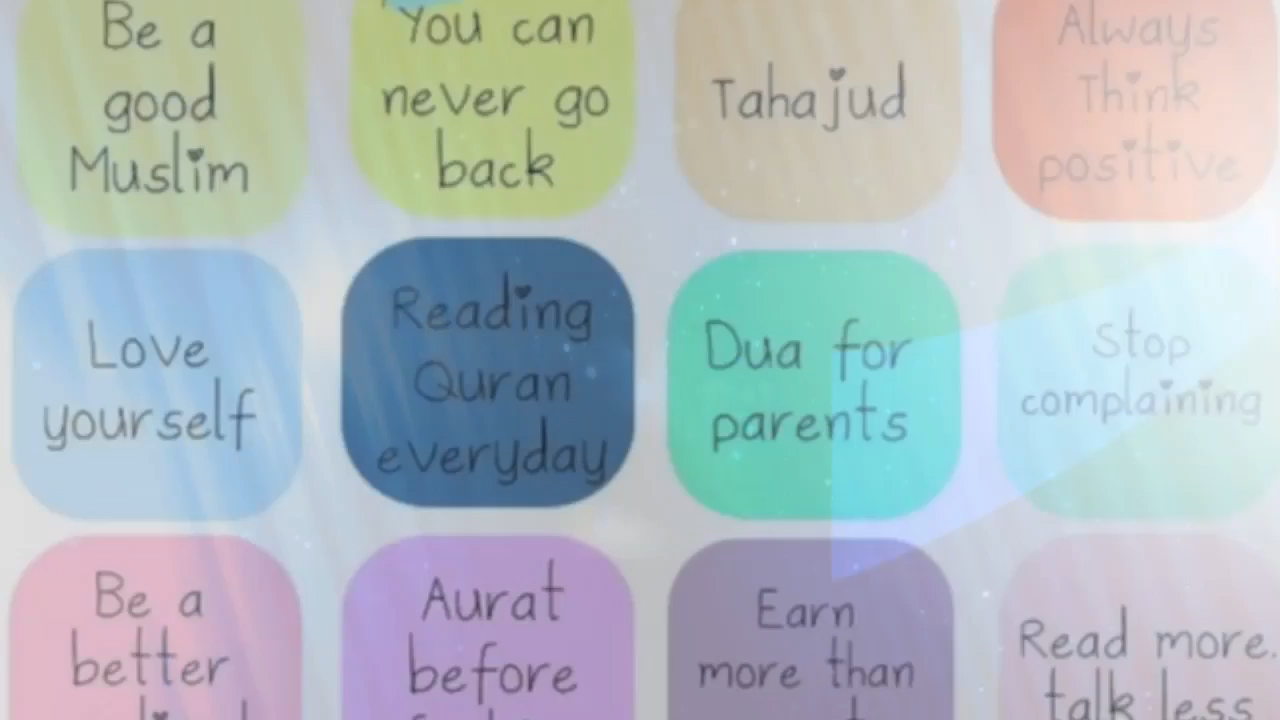 Be a
good
Muslim
You can
never go
back
Tahajud
Always
Think
positive
Love
yourself
Reading
Quran
everyday
Dua for
parents
Stop
complaining
Be a
better
Aurat
before
Earn
more than
Read more.
talk less